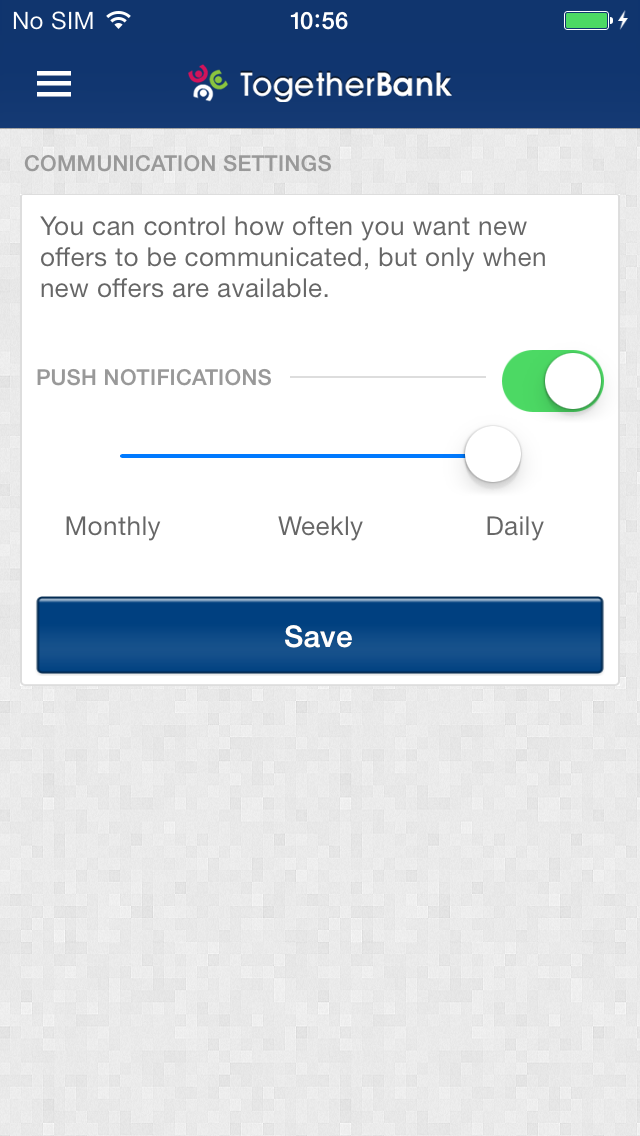 No SIM 10:56
TogetherBank
COMMUNICATION SETTINGS
You can control how often you want new
offers to be communicated, but only when
new offers are available.
PUSH NOTIFICATIONS
Monthly Weekly Daily
Save